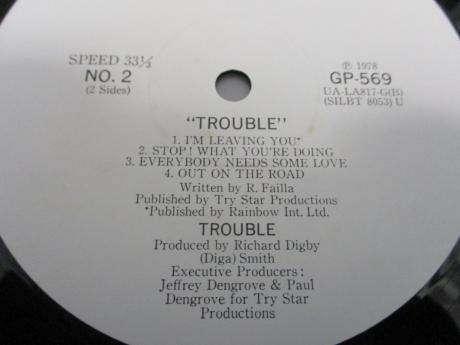 SPEED 33⅓
NO. 2
(2 Sides)
℗ 1978
GP-569
UA-LA817-G(B)
(SILBT 8053) U
"TROUBLE"
1. I'M LEAVING YOU*
2. STOP! WHAT YOU'RE DOING
3. EVERYBODY NEEDS SOME LOVE
4. OUT ON THE ROAD
Written by R. Failla
Published by Try Star Productions
*Published by Rainbow Int. Ltd.
TROUBLE
Produced by Richard Digby
(Diga) Smith
Executive Producers:
Jeffrey Dengrove & Paul
Dengrove for Try Star
Productions